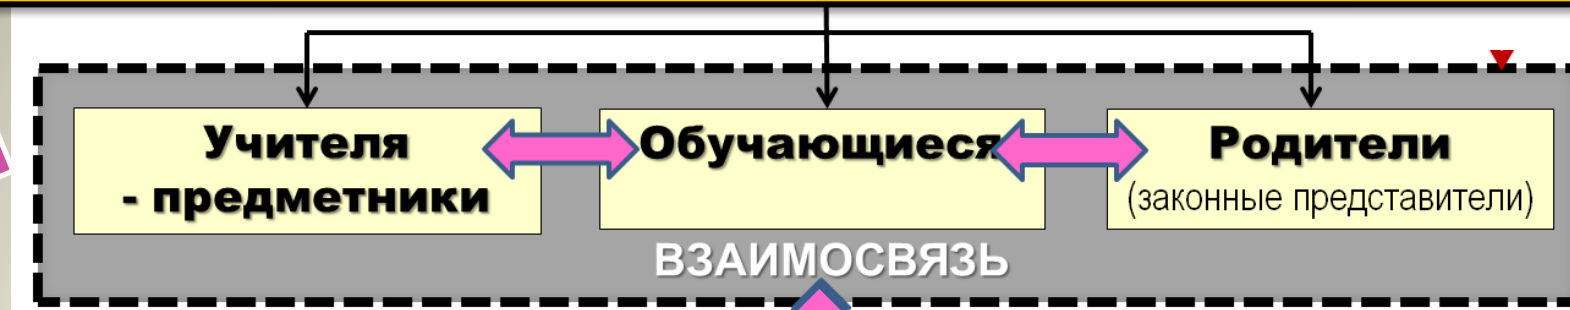 Учителя
- предметники
Обучающиеся
Родители
(законные представители)
ВЗАИМОСВЯЗЬ